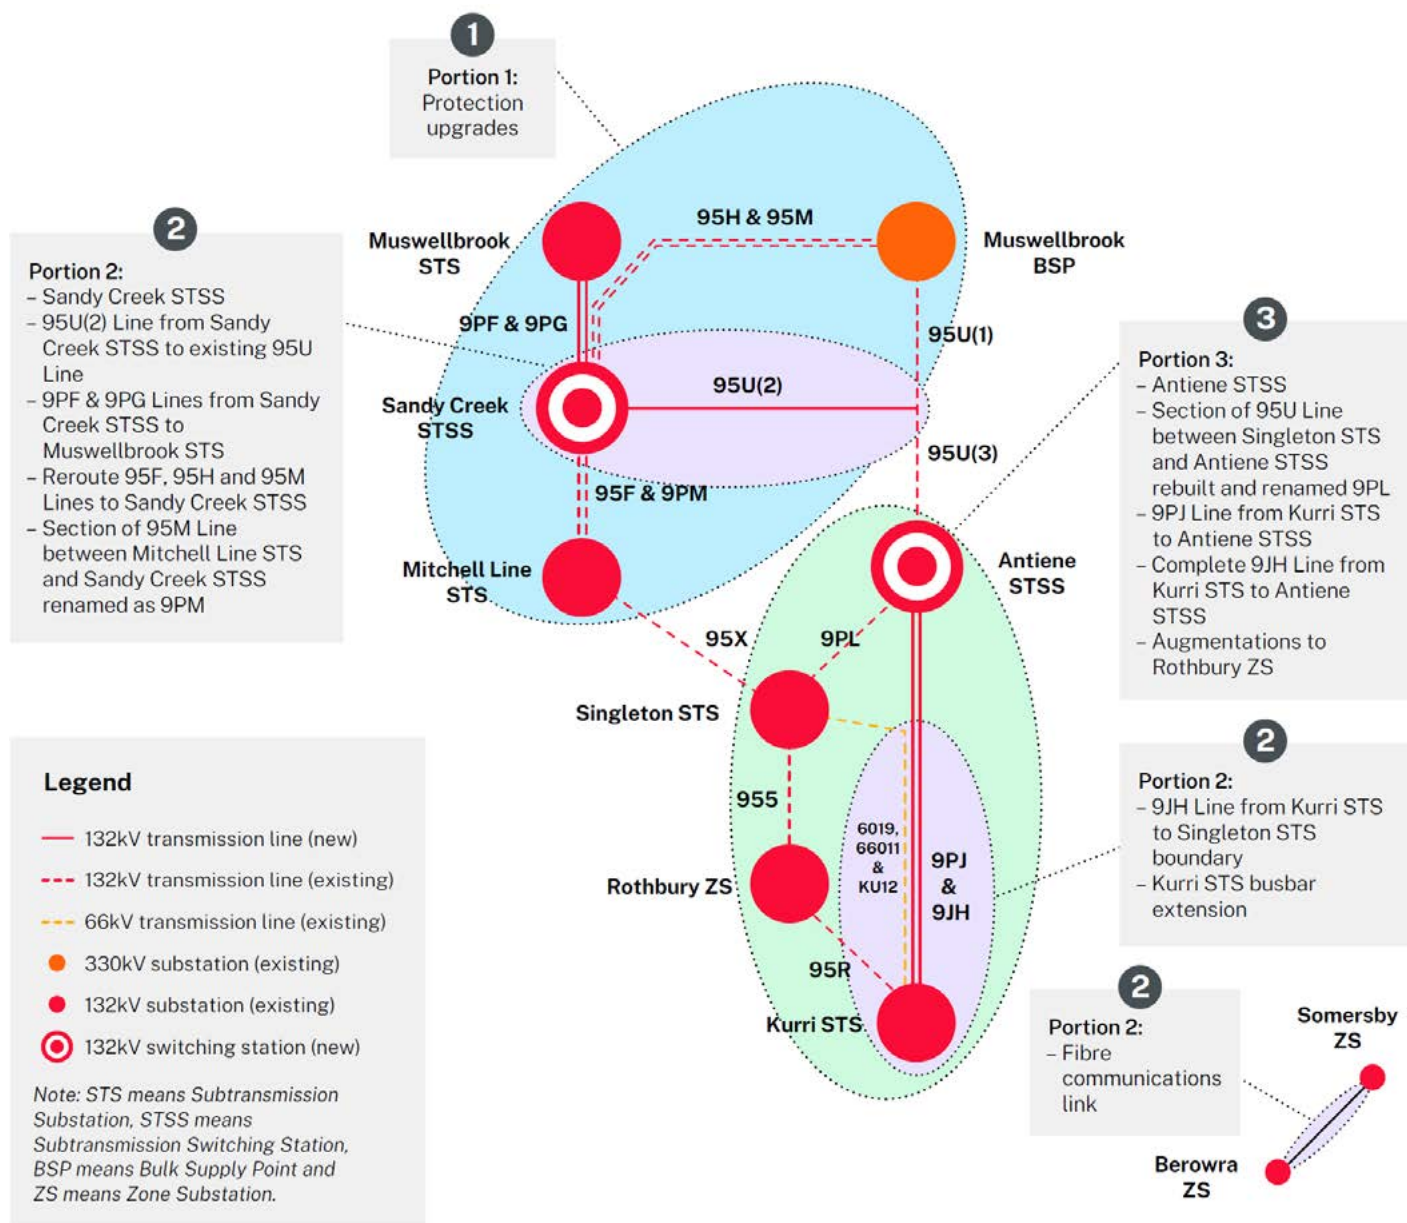 1
Portion 1:
Protection
upgrades
2
Portion 2:
– Sandy Creek STSS
– 95U(2) Line from Sandy
Creek STSS to existing 95U
Line
– 9PF & 9PG Lines from Sandy
Creek STSS to
Muswellbrook STS
– Reroute 95F, 95H and 95M
Lines to Sandy Creek STSS
– Section of 95M Line
between Mitchell Line STS
and Sandy Creek STSS
renamed as 9PM
Muswellbrook
STS
95H & 95M
Muswellbrook
BSP
9PF & 9PG
95U(1)
Sandy Creek
STSS
95U(2)
95U(3)
95F & 9PM
Mitchell Line
STS
Antiene
STSS
95X
9PL
Singleton STS
955
6019,
66011
&
KU12
9PJ
&
9JH
Rothbury ZS
95R
Kurri STS
3
Portion 3:
– Antiene STSS
– Section of 95U Line
between Singleton STS
and Antiene STSS
rebuilt and renamed 9PL
– 9PJ Line from Kurri STS
to Antiene STSS
– Complete 9JH Line from
Kurri STS to Antiene
STSS
– Augmentations to
Rothbury ZS
2
Portion 2:
– 9JH Line from Kurri STS
to Singleton STS
boundary
– Kurri STS busbar
extension
2
Portion 2:
– Fibre
communications
link
Somersby
ZS
Berowra
ZS
Legend
132kV transmission line (new)
132kV transmission line (existing)
66kV transmission line (existing)
330kV substation (existing)
132kV substation (existing)
132kV switching station (new)
Note: STS means Subtransmission
Substation, STSS means
Subtransmission Switching Station,
BSP means Bulk Supply Point and
ZS means Zone Substation.